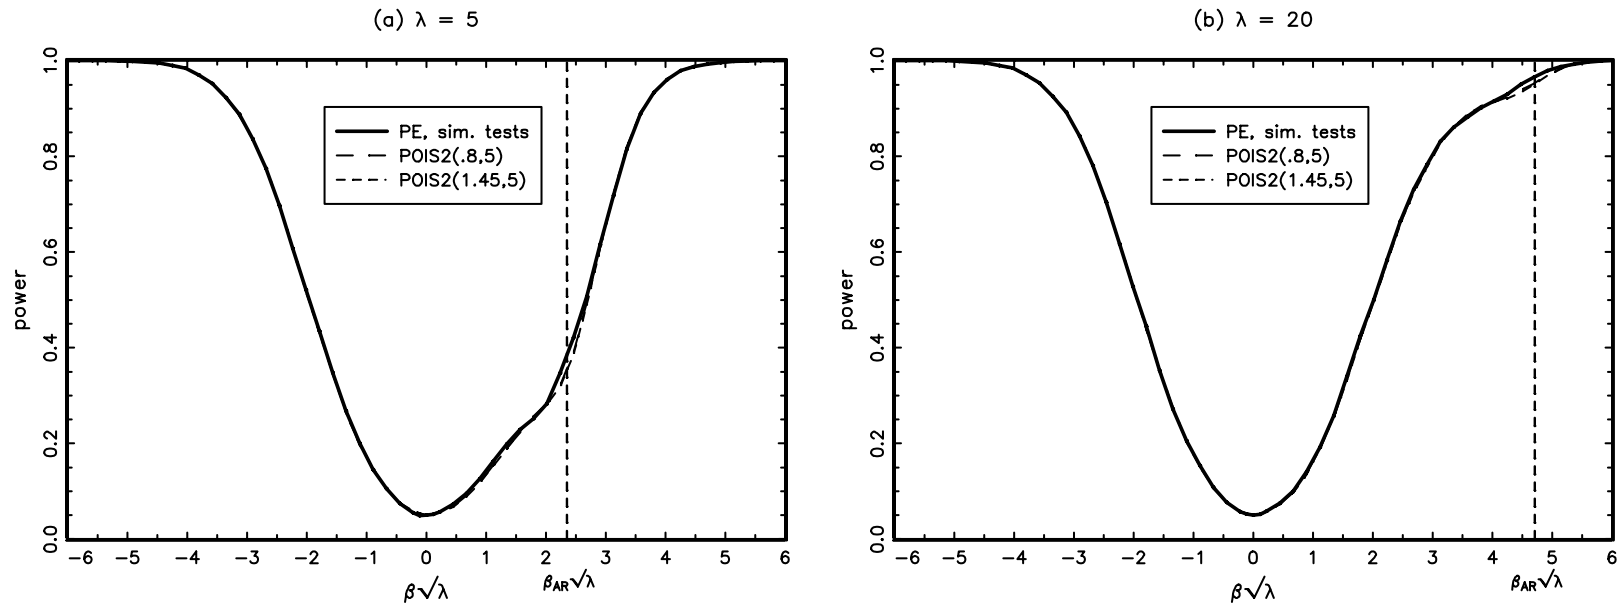 (a) λ = 5
1.0
0.8
0.6
0.4
0.2
0.0
power
PE, sim. tests
POIS2(.8,5)
POIS2(1.45,5)
−6 −5 −4 −3 −2 −1 0 1 2 3 4 5 6
β√λ
β_AR√λ
(b) λ = 20
1.0
0.8
0.6
0.4
0.2
0.0
power
PE, sim. tests
POIS2(.8,5)
POIS2(1.45,5)
−6 −5 −4 −3 −2 −1 0 1 2 3 4 5 6
β√λ
β_AR√λ